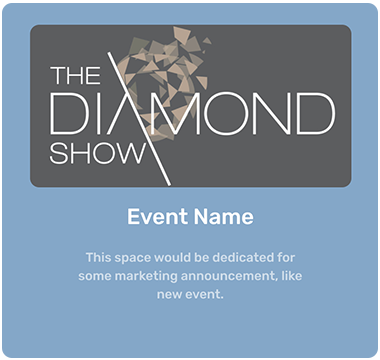 THE
DIAMOND
SHOW
Event Name
This space would be dedicated for
some marketing announcement, like
new event.